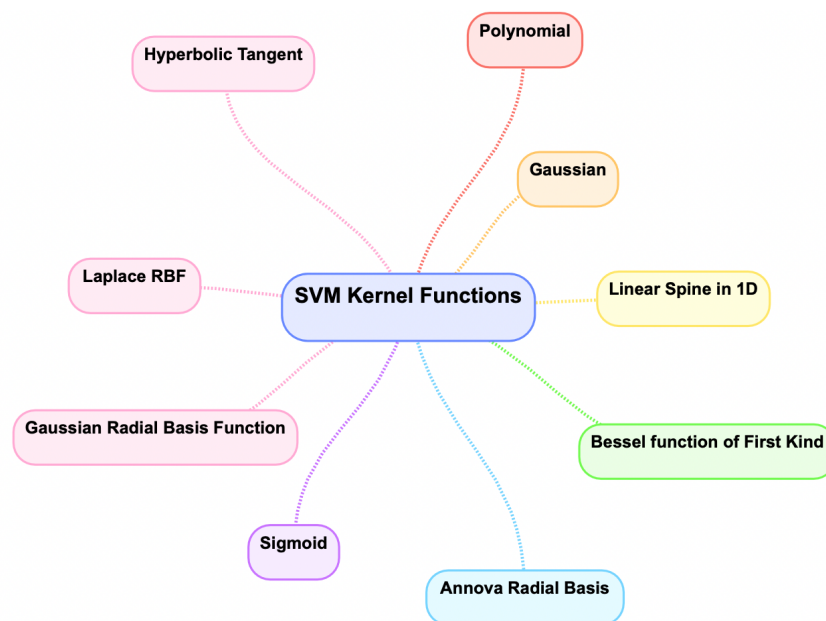 Polynomial
Hyperbolic Tangent
Gaussian
Laplace RBF
SVM Kernel Functions
Linear Spine in 1D
Gaussian Radial Basis Function
Bessel function of First Kind
Sigmoid
Annova Radial Basis